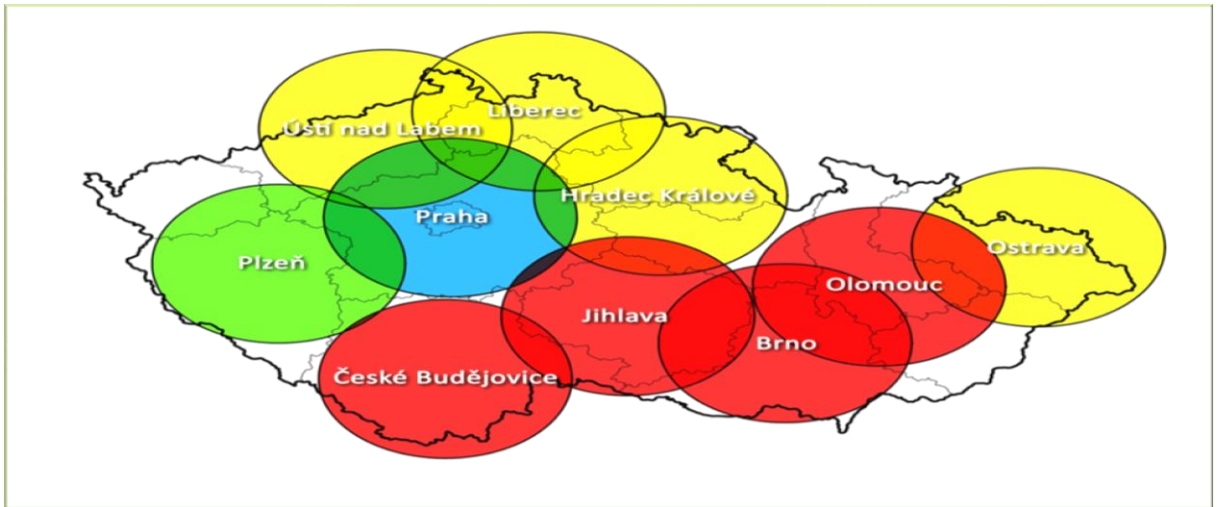 Liberec
Ústí nad Labem
Hradec Králové
Praha
Ostrava
Plzeň
Olomouc
Jihlava
Brno
České Budějovice